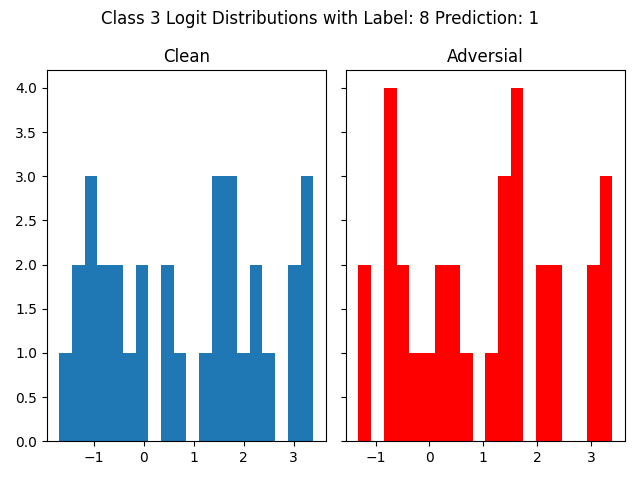 Class 3 Logit Distributions with Label: 8 Prediction: 1
Clean
Adversial
4.0
3.5
3.0
2.5
2.0
1.5
1.0
0.5
0.0
−1 0 1 2 3
−1 0 1 2 3